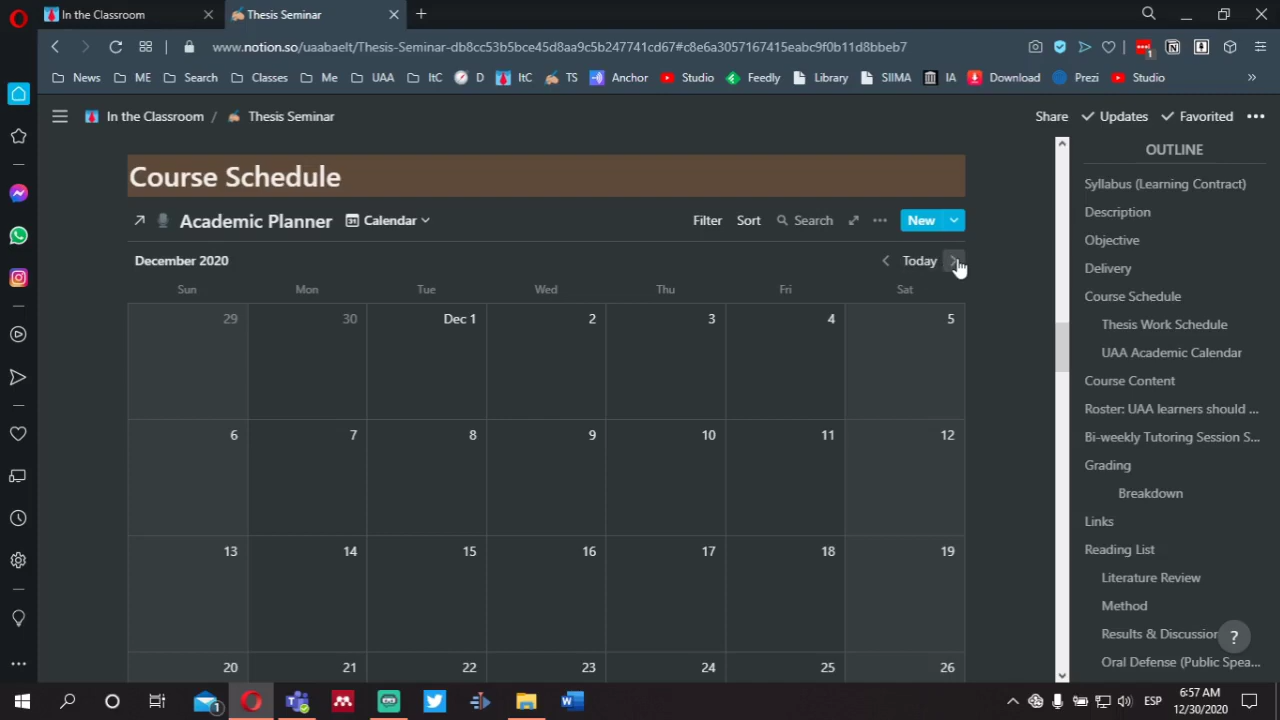 In the Classroom
Thesis Seminar
www.notion.so/uaabaelt/Thesis-Seminar-db8cc53b5bce45d8aa9c5b247741cd67#c8e6a3057167415eabc9f0b11d8bbeb7
1
News ME Search Classes Me UAA ItC D ItC TS Anchor Studio Feedly Library SIIMA IA Download Prezi Studio »
In the Classroom / Thesis Seminar
Share Updates Favorited
OUTLINE
Course Schedule
Academic Planner Calendar
Filter Sort Search New
December 2020
Today
Sun Mon Tue Wed Thu Fri Sat
29 30 Dec 1 2 3 4 5
6 7 8 9 10 11 12
13 14 15 16 17 18 19
20 21 22 23 24 25 26
Syllabus (Learning Contract)
Description
Objective
Delivery
Course Schedule
Thesis Work Schedule
UAA Academic Calendar
Course Content
Roster: UAA learners should ...
Bi-weekly Tutoring Session S...
Grading
Breakdown
Links
Reading List
Literature Review
Method
Results & Discussion
?
Oral Defense (Public Spea...
1
ESP
6:57 AM
12/30/2020